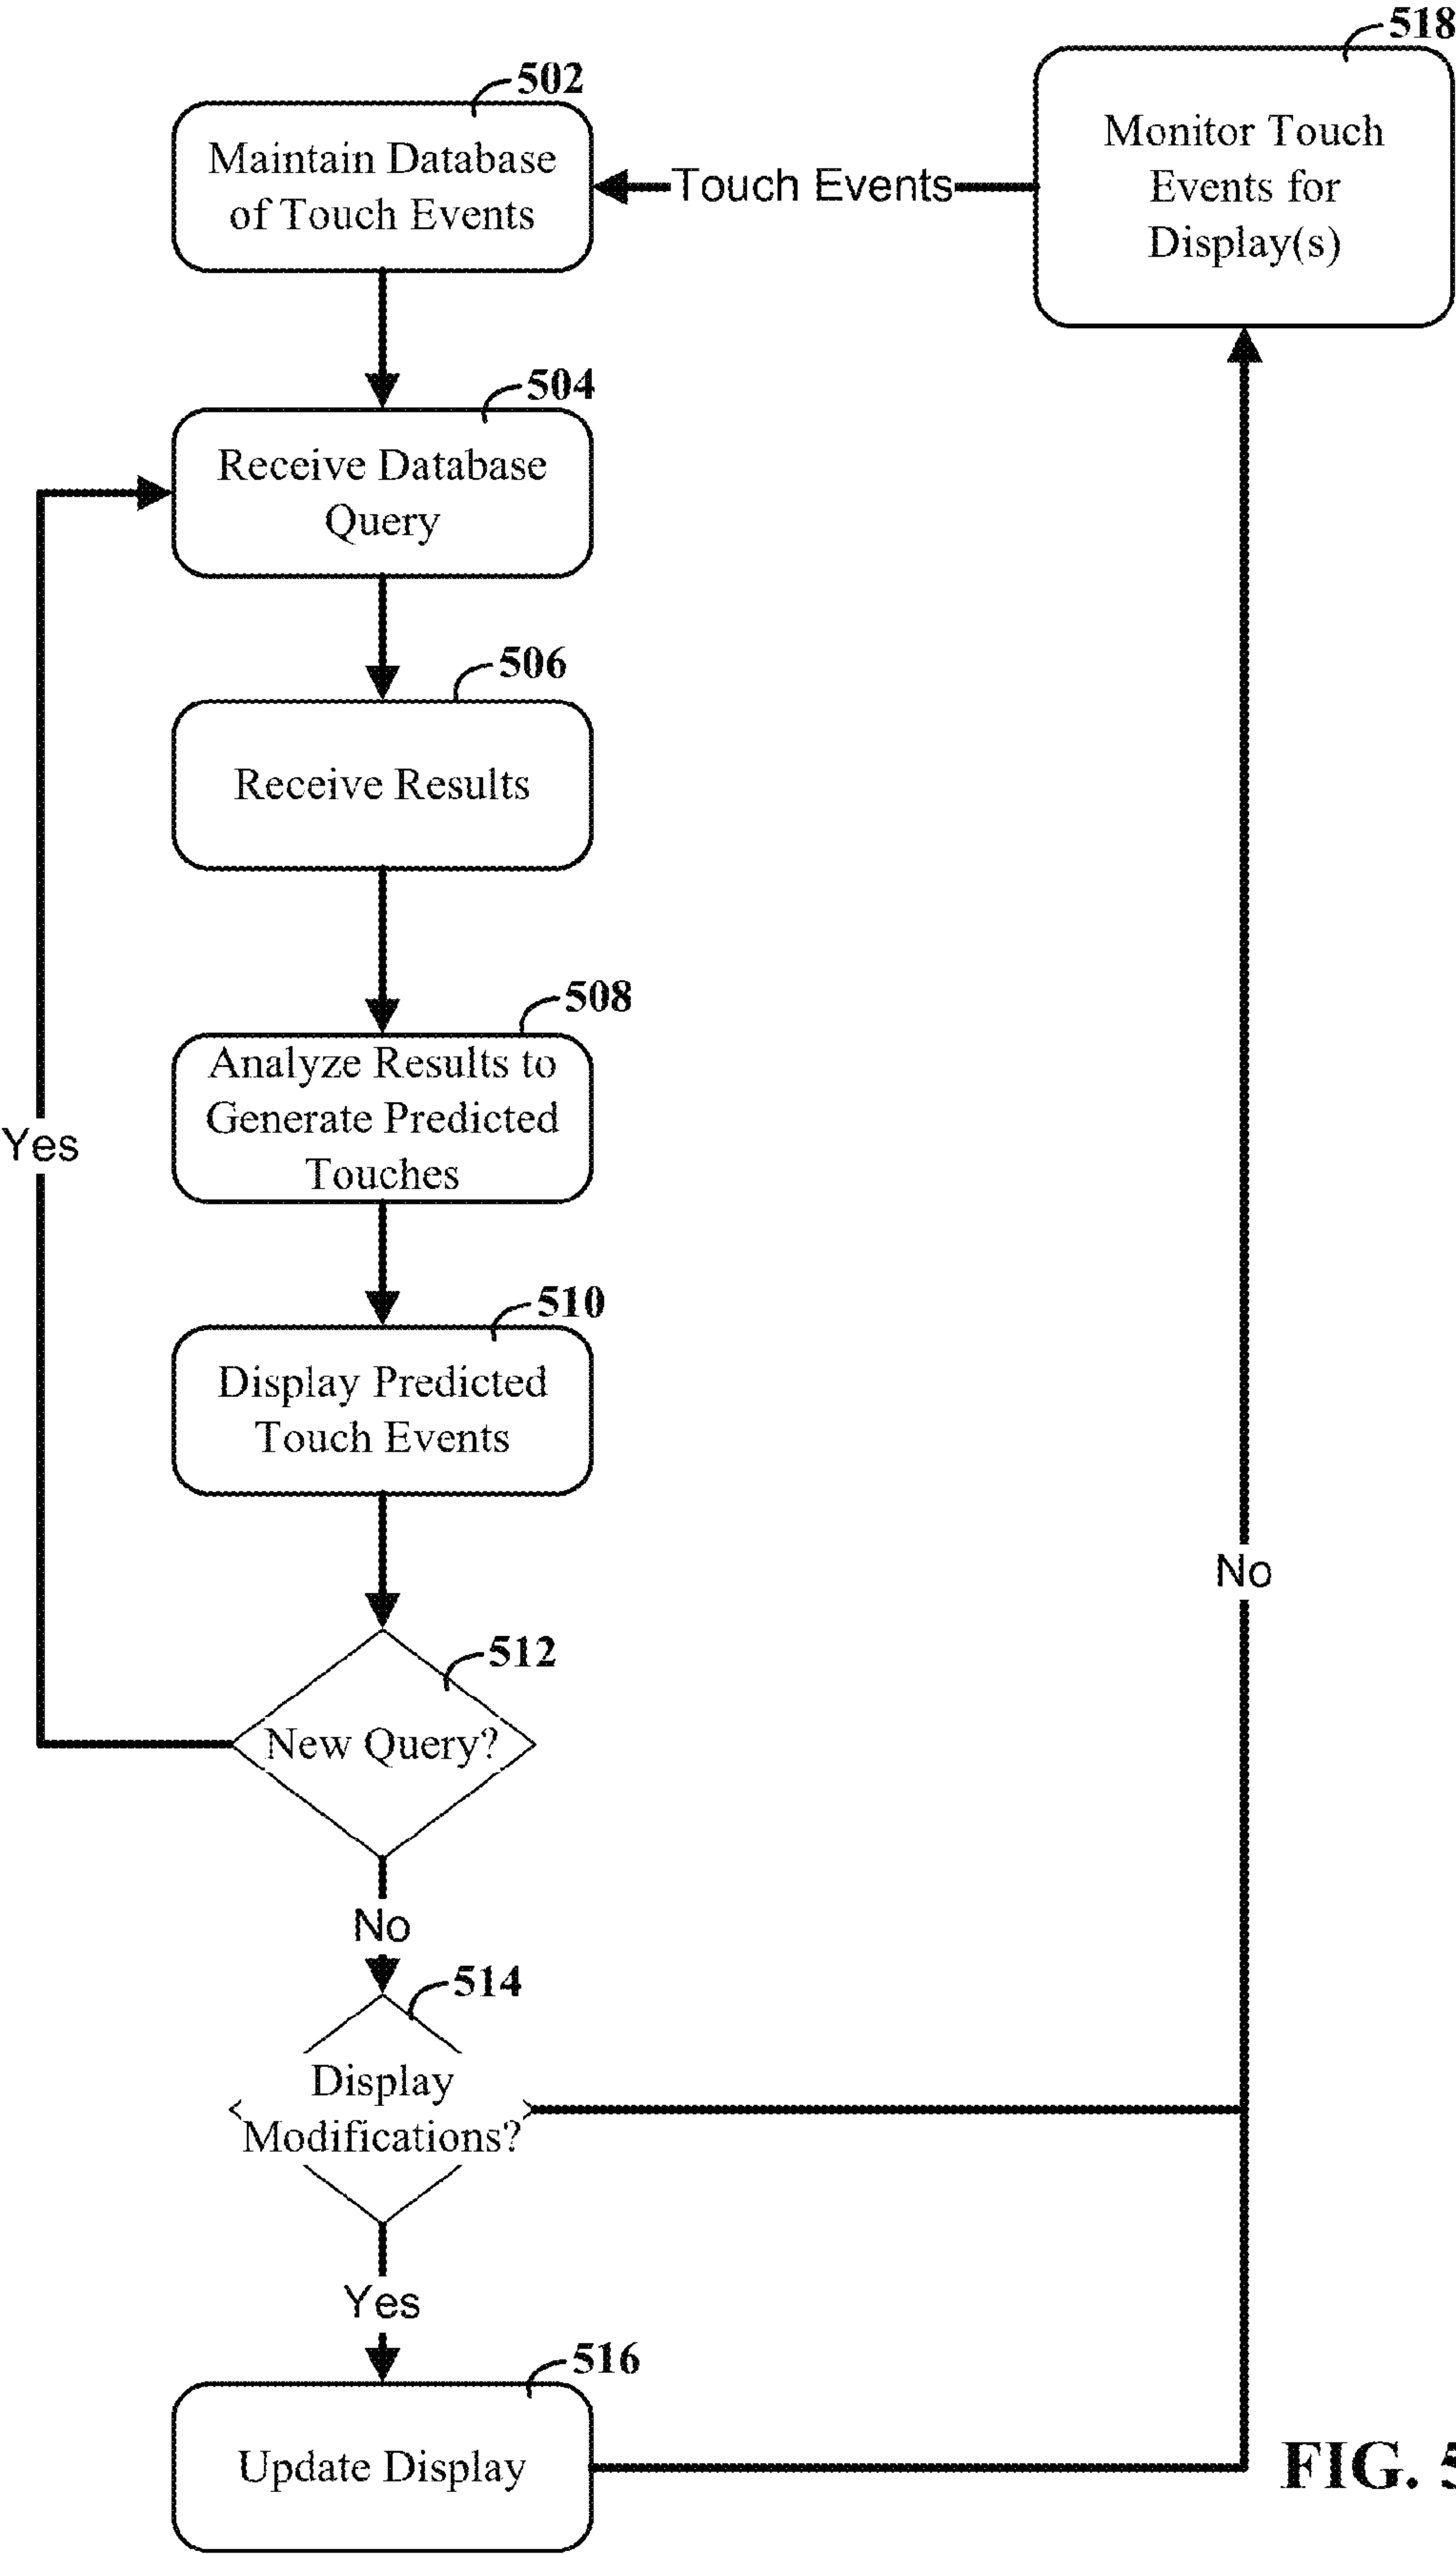 518
502
Maintain Database
of Touch Events
Touch Events
Monitor Touch
Events for
Display(s)
504
Receive Database
Query
506
Receive Results
508
Analyze Results to
Generate Predicted
Touches
Yes
510
Display Predicted
Touch Events
No
512
New Query?
No
514
Display
Modifications?
Yes
516
Update Display
FIG. 5